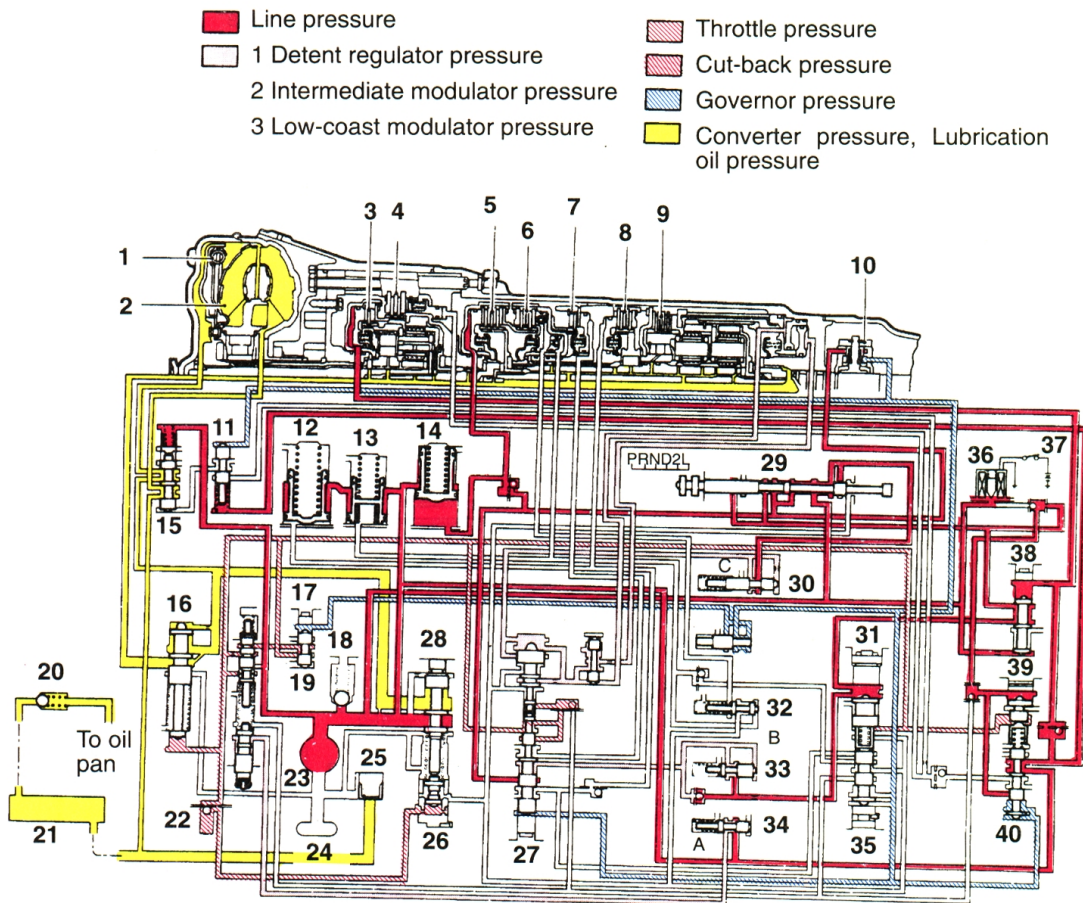 Line pressure
1 Detent regulator pressure
2 Intermediate modulator pressure
3 Low-coast modulator pressure
Throttle pressure
Cut-back pressure
Governor pressure
Converter pressure, Lubrication
oil pressure
3 4 5 6 7 8 9
1
2
10
11 12 13 14
PRND2L
29
36 37
15
C
30
38
16 17
18
28
31
39
19
20
32
To oil
pan
B
23
25
33
22
34
21
24
26
27
A
35
40